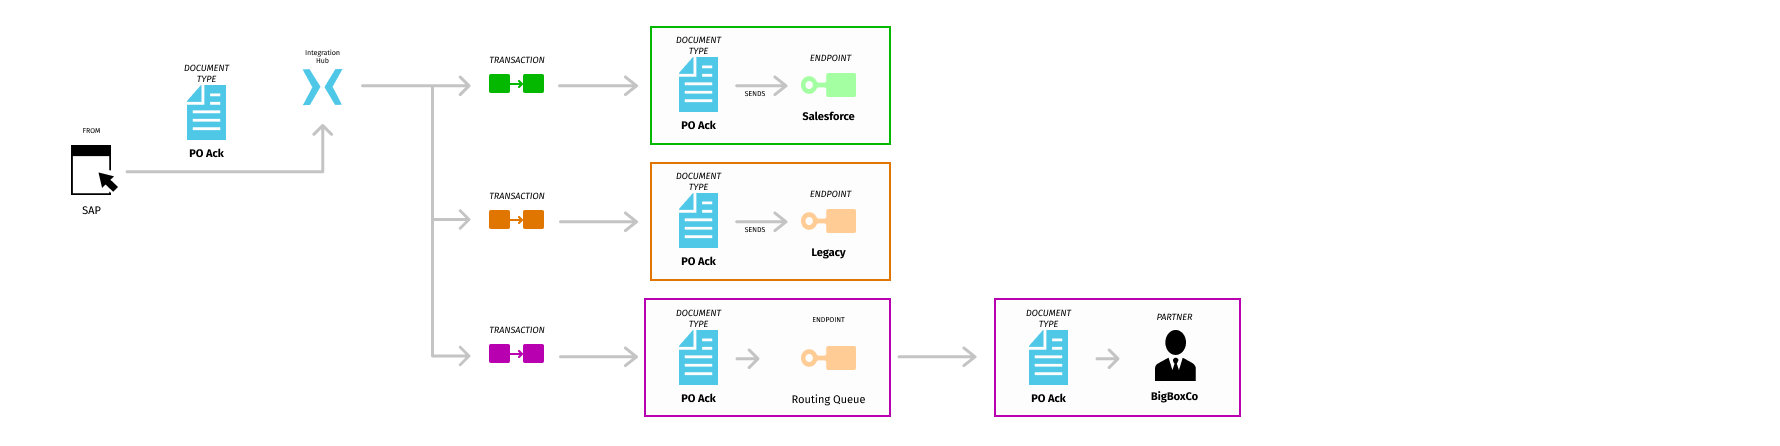 FROM
SAP
DOCUMENT
TYPE
PO Ack
Integration
Hub
TRANSACTION
DOCUMENT
TYPE
PO Ack
SENDS
ENDPOINT
Salesforce
TRANSACTION
DOCUMENT
TYPE
PO Ack
SENDS
ENDPOINT
Legacy
TRANSACTION
DOCUMENT
TYPE
PO Ack
ENDPOINT
Routing Queue
DOCUMENT
TYPE
PO Ack
PARTNER
BigBoxCo